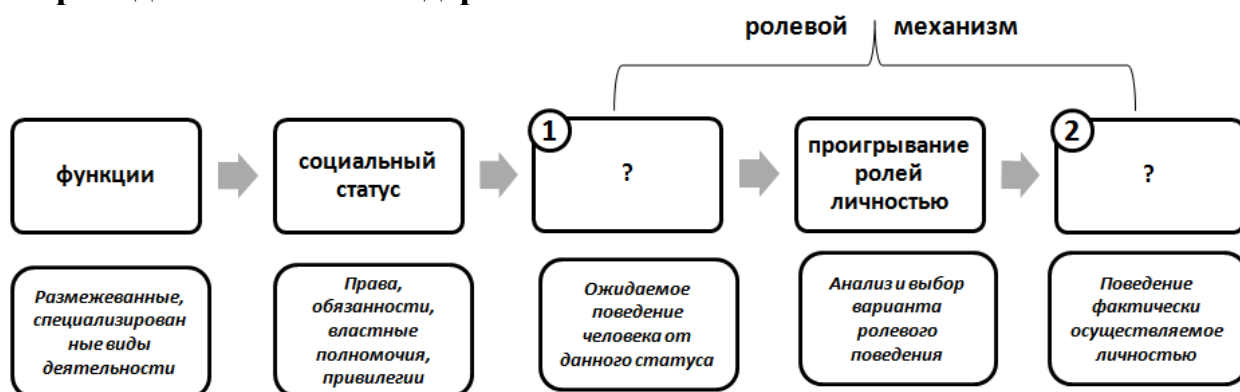 ролевой механизм
1
2
функции
социальный
статус
?
проигрывание
ролей
личностью
?
Размежеванные,
специализирован
ные виды
деятельности
Права,
обязанности,
властные
полномочия,
привилегии
Ожидаемое
поведение
человека от
данного статуса
Анализ и выбор
варианта
ролевого
поведения
Поведение
фактически
осуществляемое
личностью